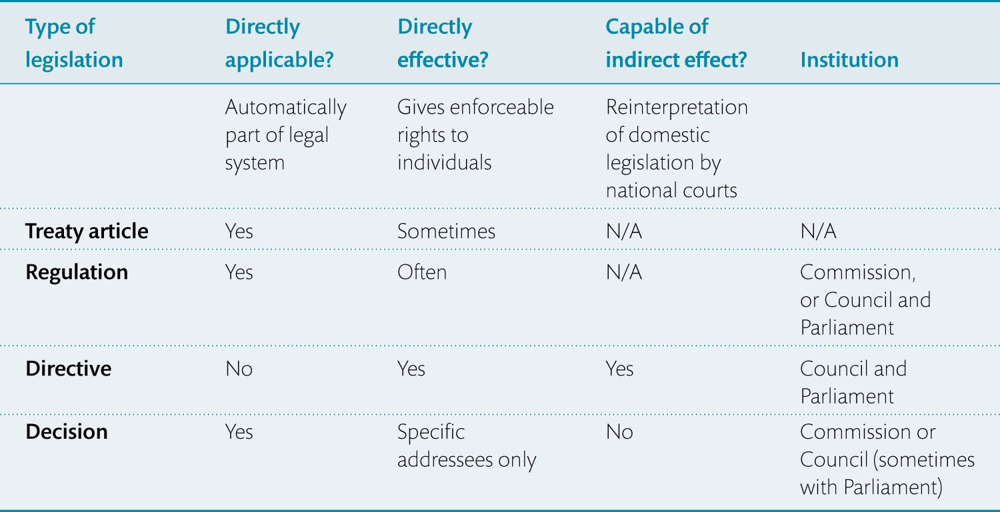 Type of legislation Directly applicable? Directly effective? Capable of indirect effect? Institution
Automatically part of legal system Gives enforceable rights to individuals Reinterpretation of domestic legislation by national courts
Treaty article Yes Sometimes N/A N/A
Regulation Yes Often N/A Commission, or Council and Parliament
Directive No Yes Yes Council and Parliament
Decision Yes Specific addressees only No Commission or Council (sometimes with Parliament)